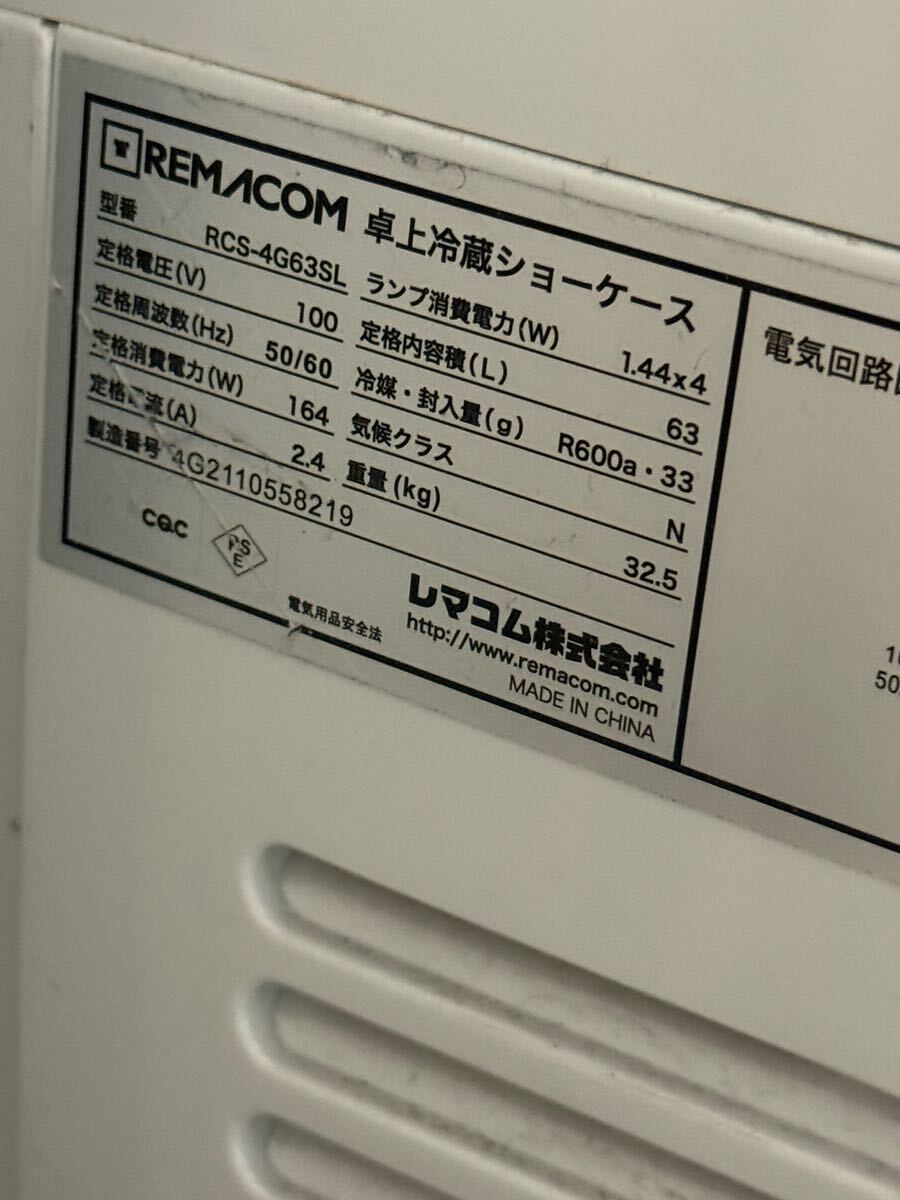 REMACOM 卓上冷蔵ショーケース
型番 RCS-4G63SL
定格電圧(V) 100
定格周波数(Hz) 50/60
定格消費電力(W) 164
定格電流(A) 2.4
製造番号 4G2110558219
ランプ消費電力(W) 1.44x4
定格内容積(L) 63
冷媒・封入量(g) R600a・33
気候クラス N
重量(kg) 32.5
CQC
PS
E
電気用品安全法
レマコム株式会社
http://www.remacom.com
MADE IN CHINA
電気回路